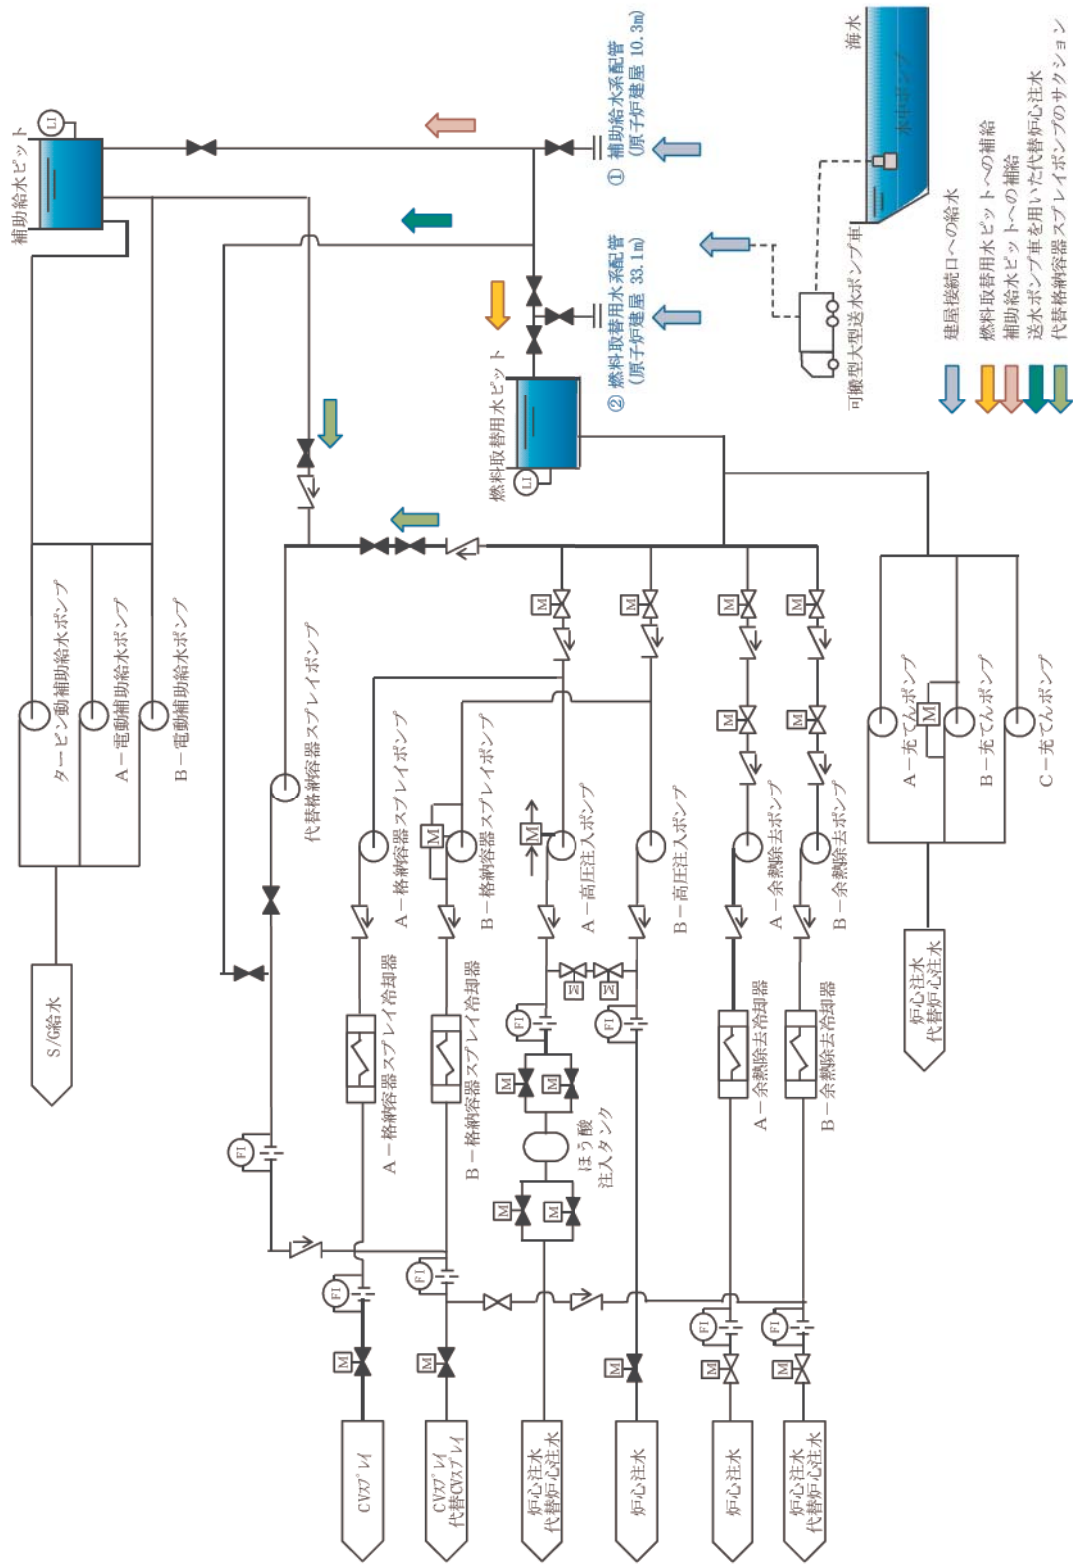 補助給水ピット
LI
① 補助給水系配管
(原子炉建屋 10.3m)
② 燃料取替用水系配管
(原子炉建屋 33.1m)
燃料取替用水ピット
LI
海水
水中ポンプ
可搬型大型送水ポンプ車
建屋接続口への給水
燃料取替用水ピットへの補給
補助給水ピットへの補給
送水ポンプ車を用いた代替炉心注水
代替格納容器スプレイポンプのサクション
タービン動補助給水ポンプ
A－電動補助給水ポンプ
B－電動補助給水ポンプ
代替格納容器スプレイポンプ
A－格納容器スプレイポンプ
M
B－格納容器スプレイポンプ
M
A－高圧注入ポンプ
B－高圧注入ポンプ
A－余熱除去ポンプ
B－余熱除去ポンプ
M
M
M
M
M
M
A－充てんポンプ
M
B－充てんポンプ
C－充てんポンプ
S/G給水
A－格納容器スプレイ冷却器
B－格納容器スプレイ冷却器
A－余熱除去冷却器
B－余熱除去冷却器
ほう酸
注入タンク
M
M
M
M
M
M
FI
FI
FI
FI
FI
FI
FI
M
M
M
M
M
炉心注水
代替炉心注水
CVスプレイ
CVスプレイ
代替CVスプレイ
炉心注水
代替炉心注水
炉心注水
炉心注水
炉心注水
代替炉心注水